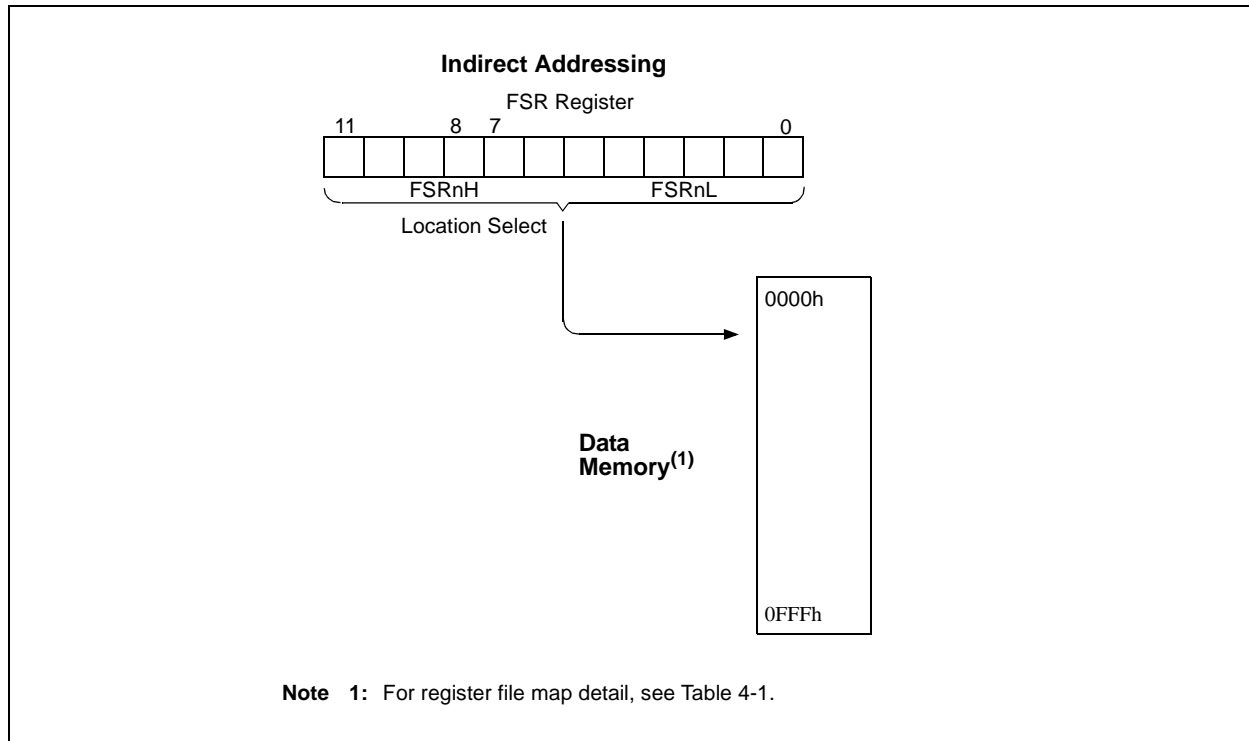 Indirect Addressing
FSR Register
11 8 7 0
FSRnH FSRnL
Location Select
0000h
Data
Memory(1)
0FFFh
Note 1: For register file map detail, see Table 4-1.